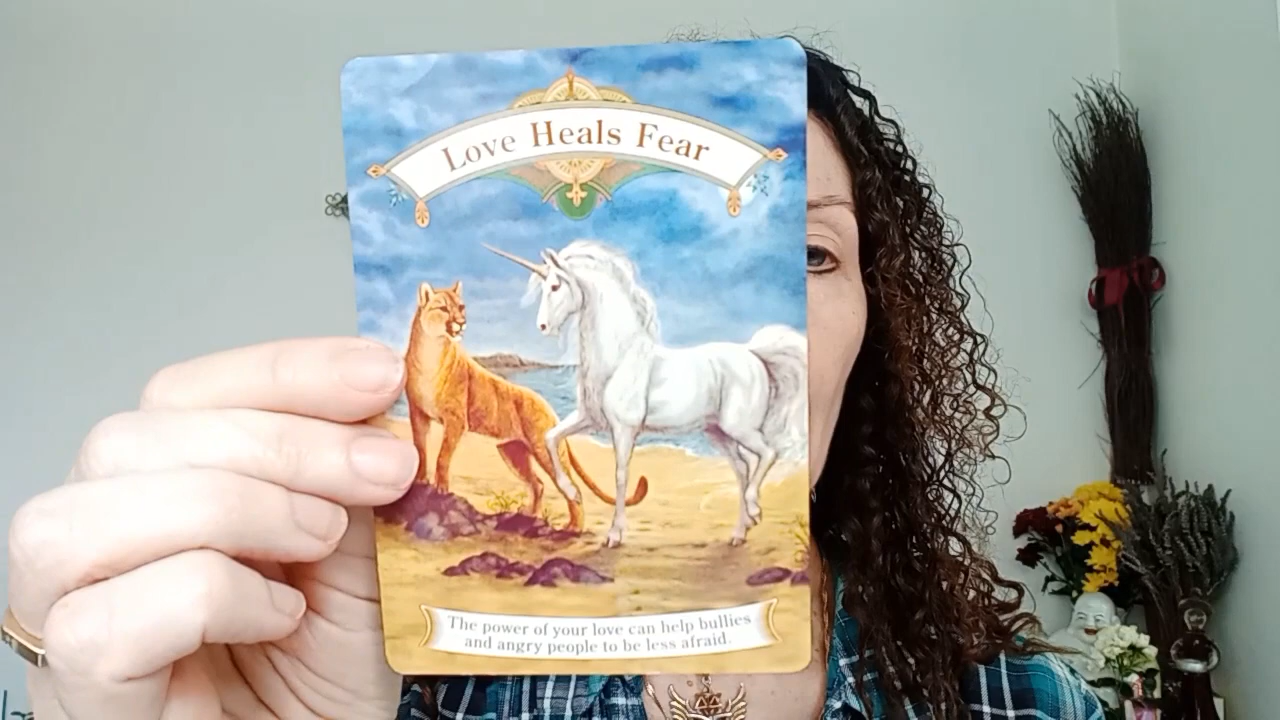 Love Heals Fear
The power of your love can help bullies
and angry people to be less afraid.